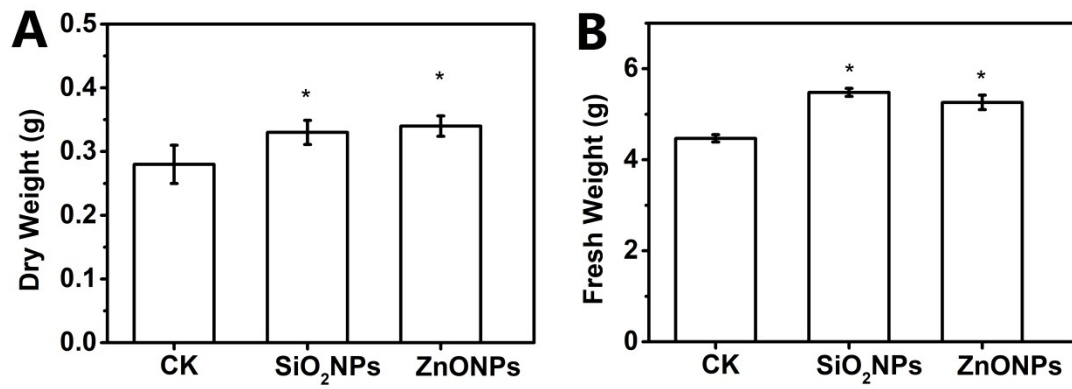 A
Dry Weight (g)
0.5
0.4
0.3
0.2
0.1
0.0
*
*
CK
SiO₂NPs
ZnONPs
B
Fresh Weight (g)
6
4
2
0
*
*
CK
SiO₂NPs
ZnONPs